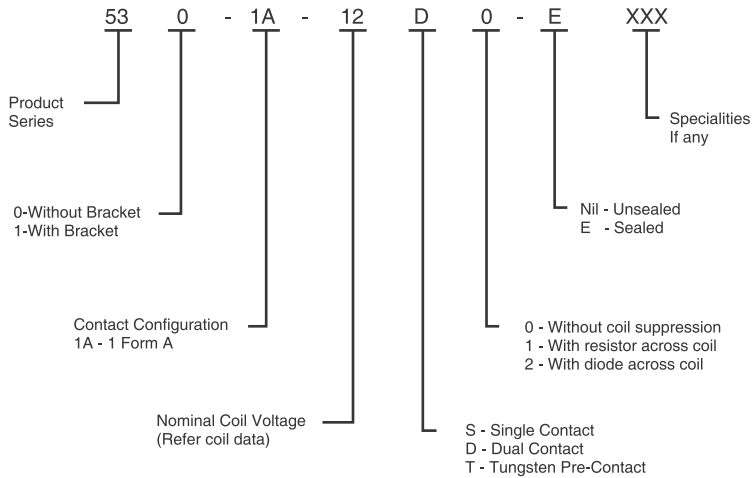 53 0 - 1A - 12 D 0 - E XXX
Product
Series
Specialities
If any
0-Without Bracket
1-With Bracket
Nil - Unsealed
E - Sealed
Contact Configuration
1A - 1 Form A
0 - Without coil suppression
1 - With resistor across coil
2 - With diode across coil
Nominal Coil Voltage
(Refer coil data)
S - Single Contact
D - Dual Contact
T - Tungsten Pre-Contact